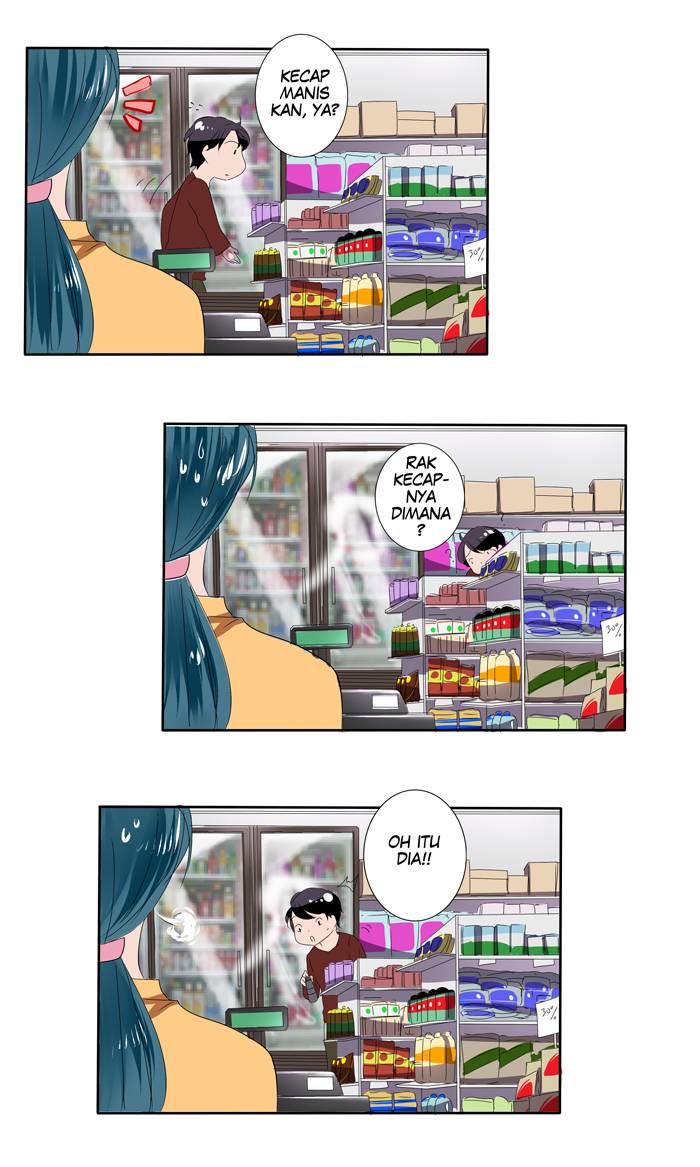 KECAP
MANIS
KAN, YA?
30%
RAK
KECAP-
NYA
DIMANA
?
30%
OH ITU
DIA!!
30%